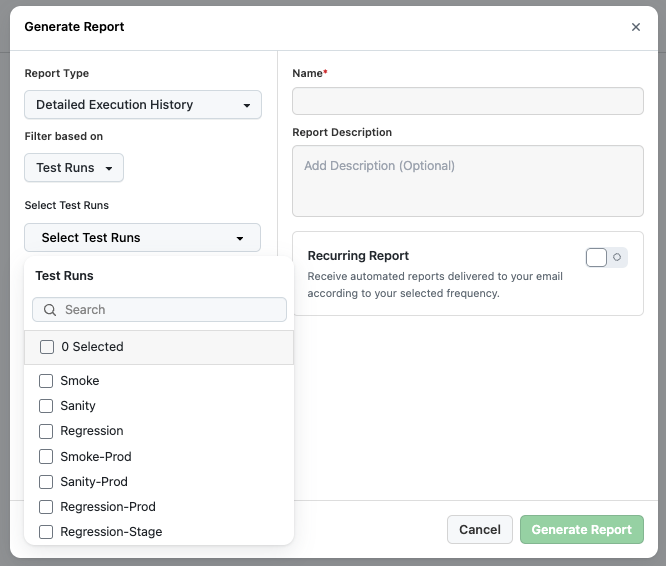 Generate Report
Report Type
Detailed Execution History
Filter based on
Test Runs
Select Test Runs
Select Test Runs
Test Runs
Search
0 Selected
Smoke
Sanity
Regression
Smoke-Prod
Sanity-Prod
Regression-Prod
Regression-Stage
Name*
Report Description
Add Description (Optional)
Recurring Report
Receive automated reports delivered to your email
according to your selected frequency.
Cancel
Generate Report